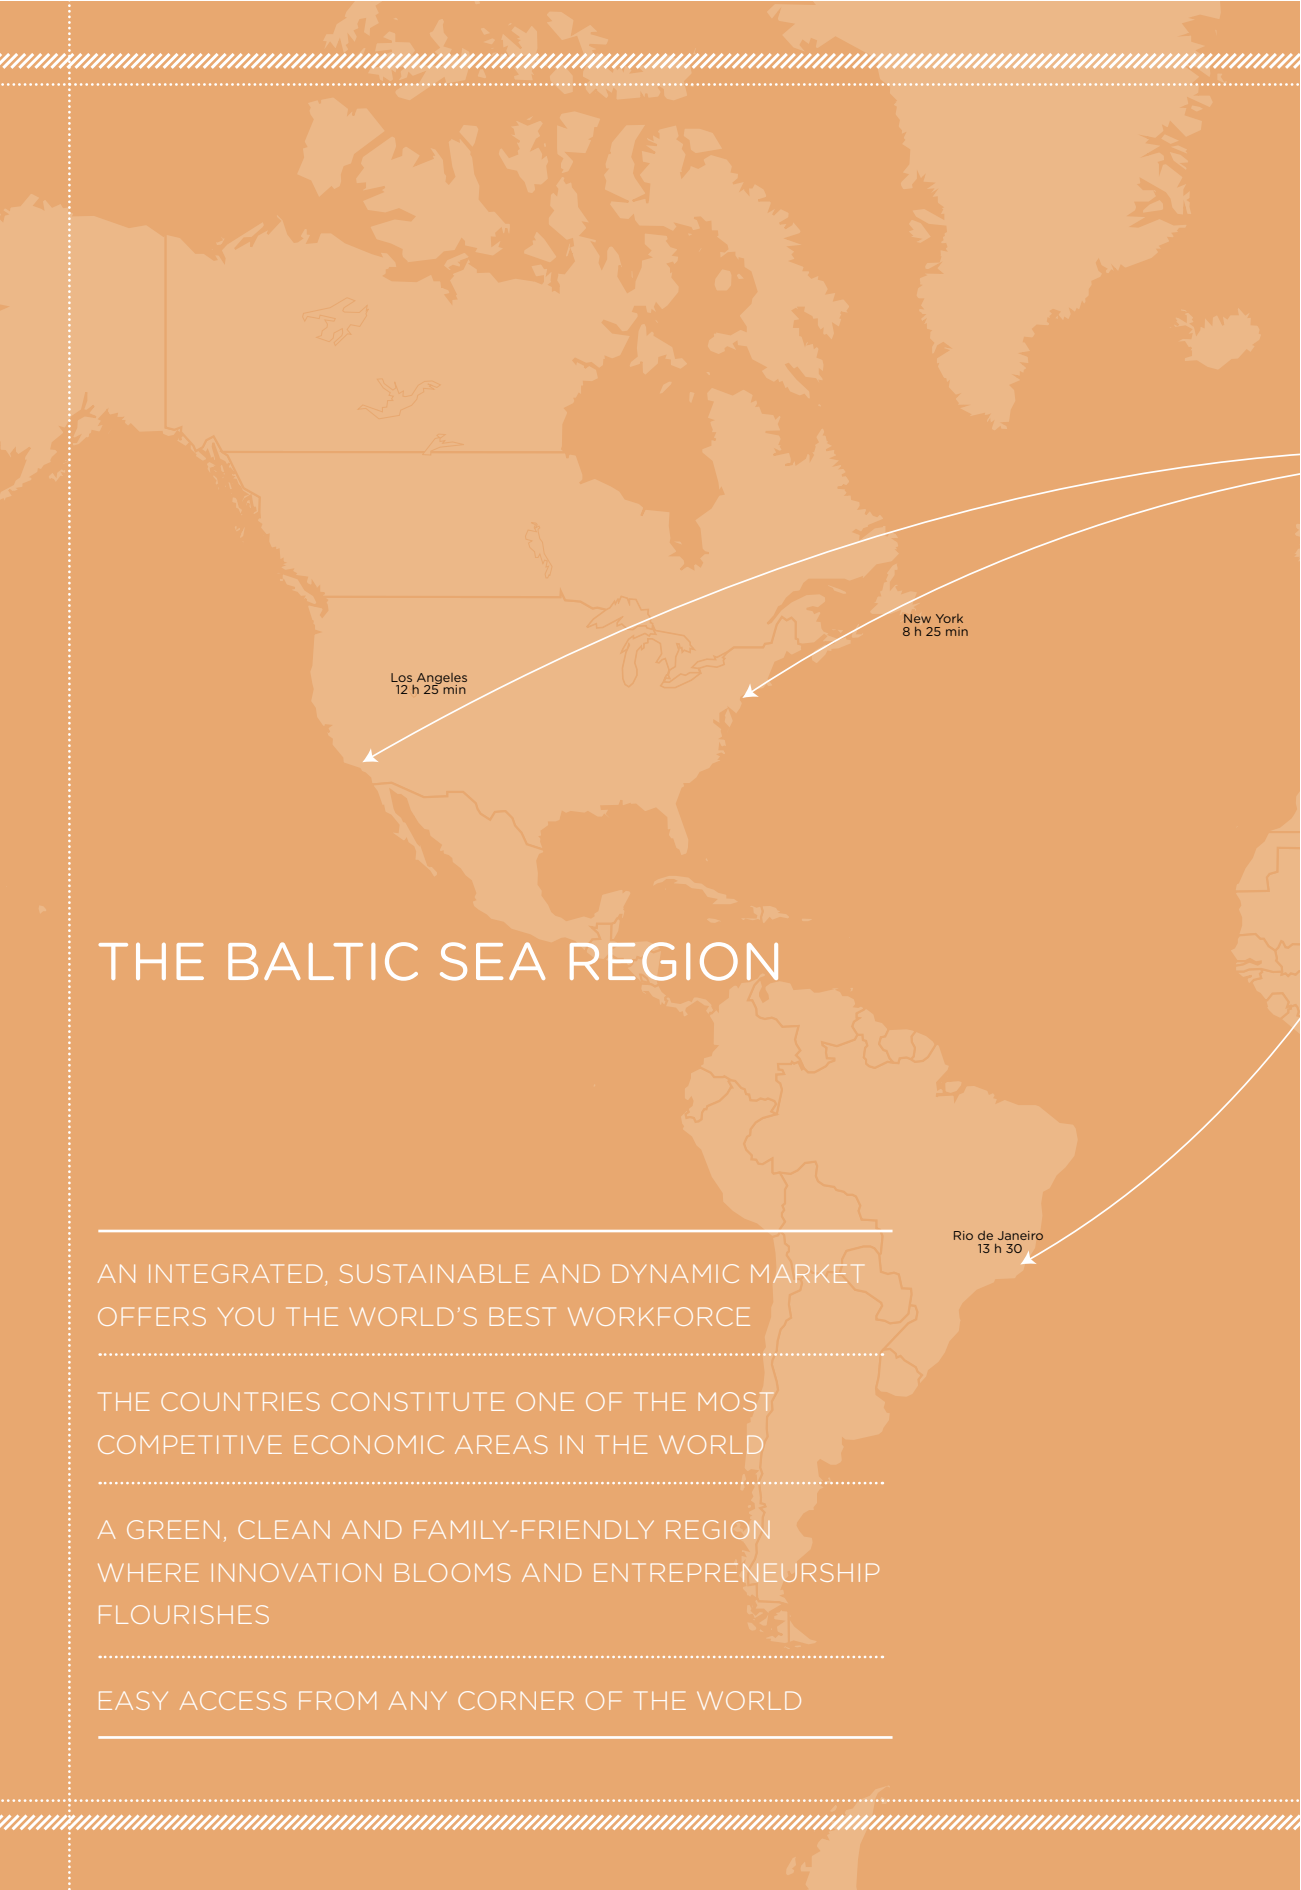 New York
8 h 25 min
Los Angeles
12 h 25 min
THE BALTIC SEA REGION
Rio de Janeiro
13 h 30
AN INTEGRATED, SUSTAINABLE AND DYNAMIC MARKET
OFFERS YOU THE WORLD’S BEST WORKFORCE
THE COUNTRIES CONSTITUTE ONE OF THE MOST
COMPETITIVE ECONOMIC AREAS IN THE WORLD
A GREEN, CLEAN AND FAMILY-FRIENDLY REGION
WHERE INNOVATION BLOOMS AND ENTREPRENEURSHIP
FLOURISHES
EASY ACCESS FROM ANY CORNER OF THE WORLD